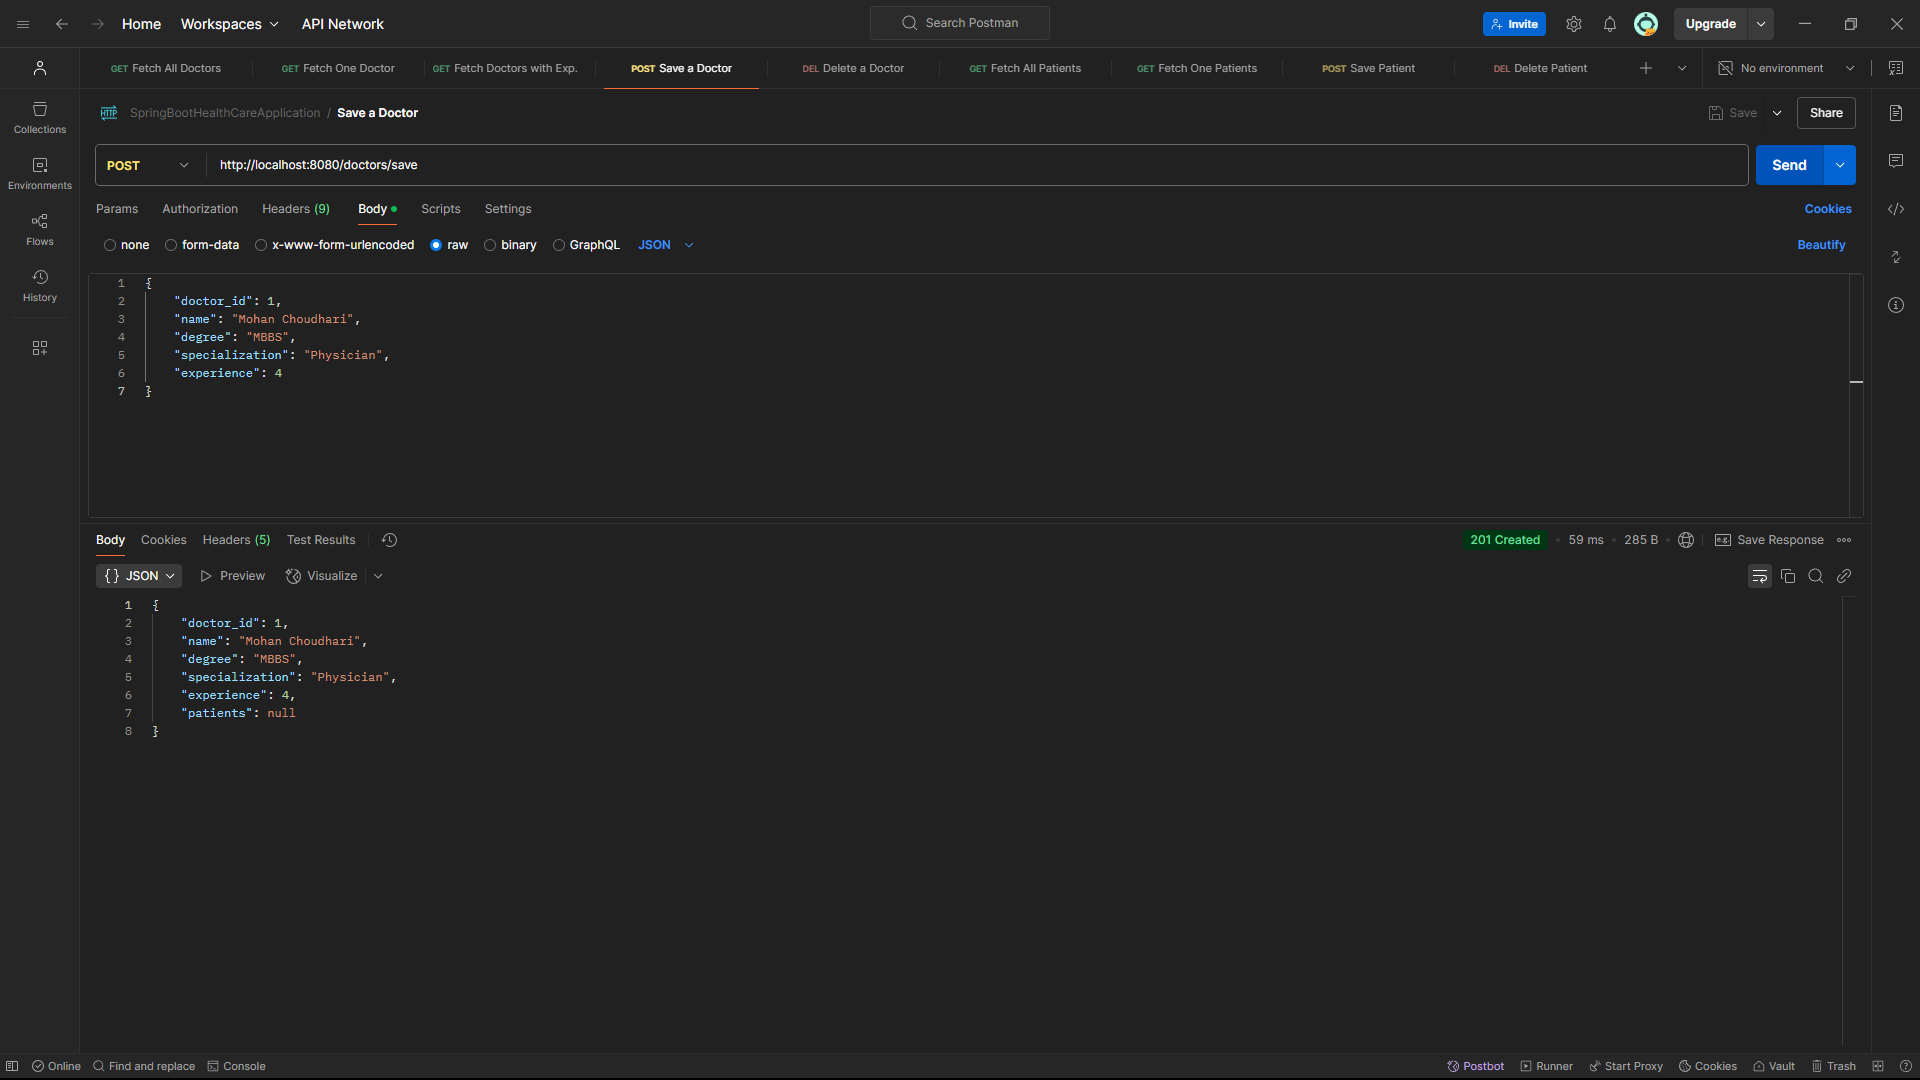 Home Workspaces API Network Search Postman Invite Upgrade
GET Fetch All Doctors GET Fetch One Doctor GET Fetch Doctors with Exp. POST Save a Doctor DEL Delete a Doctor GET Fetch All Patients GET Fetch One Patients POST Save Patient DEL Delete Patient No environment
Collections
Environments
Flows
History
HTTP SpringBootHealthCareApplication / Save a Doctor Save Share
POST http://localhost:8080/doctors/save Send
Params Authorization Headers (9) Body Scripts Settings Cookies
none form-data x-www-form-urlencoded raw binary GraphQL JSON Beautify
1 {
2 "doctor_id": 1,
3 "name": "Mohan Choudhari",
4 "degree": "MBBS",
5 "specialization": "Physician",
6 "experience": 4
7 }
Body Cookies Headers (5) Test Results 201 Created 59 ms 285 B e.g. Save Response
{} JSON Preview Visualize
1 {
2 "doctor_id": 1,
3 "name": "Mohan Choudhari",
4 "degree": "MBBS",
5 "specialization": "Physician",
6 "experience": 4,
7 "patients": null
8 }
Online Find and replace Console Postbot Runner Start Proxy Cookies Vault Trash